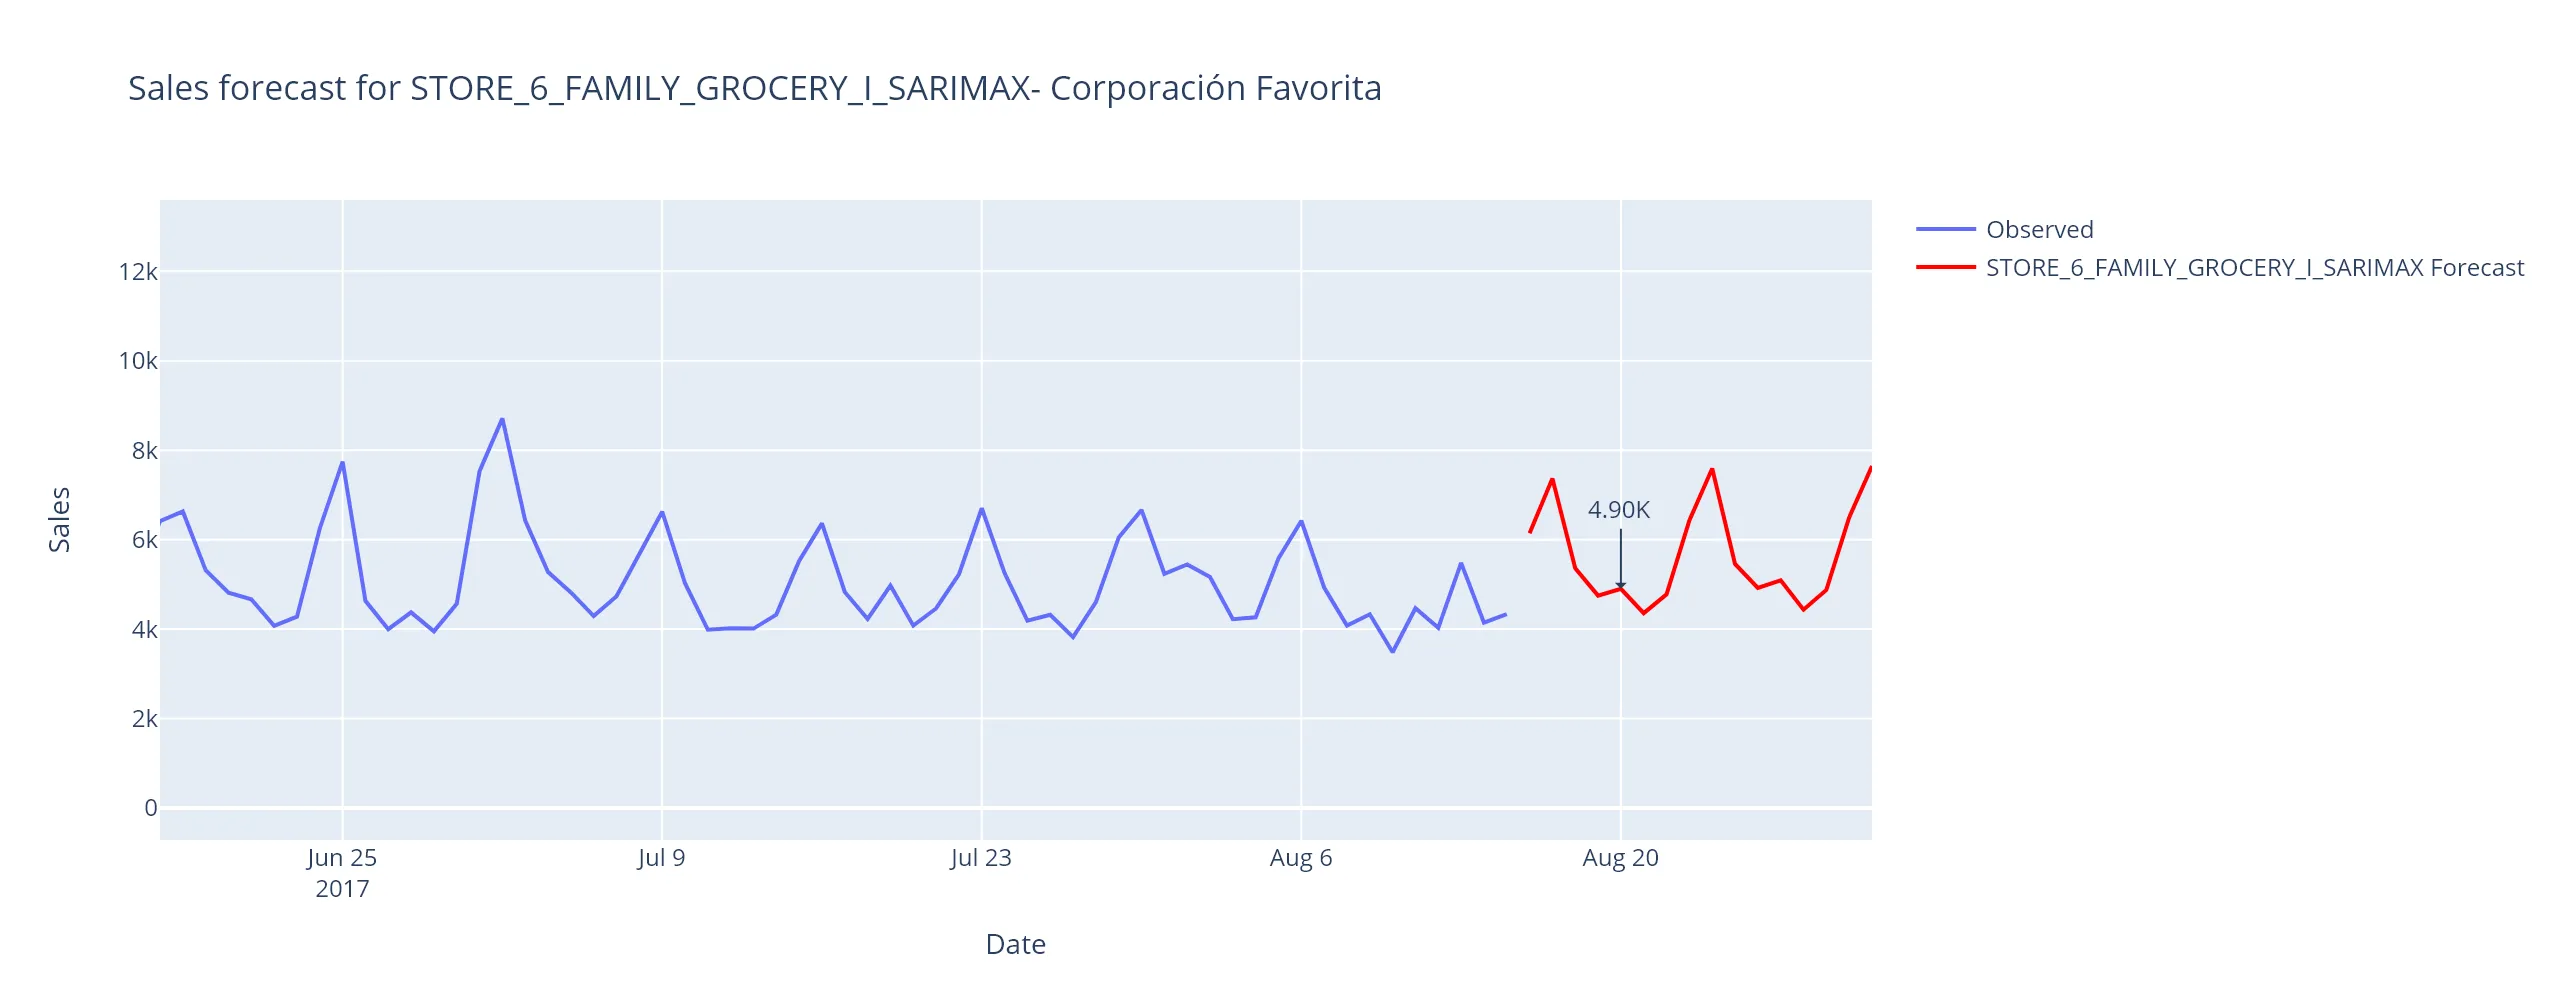 Sales forecast for STORE_6_FAMILY_GROCERY_I_SARIMAX- Corporación Favorita
Observed
STORE_6_FAMILY_GROCERY_I_SARIMAX Forecast
12k
10k
8k
6k
4k
2k
0
Sales
4.90K
Jun 25
2017
Jul 9
Jul 23
Aug 6
Aug 20
Date